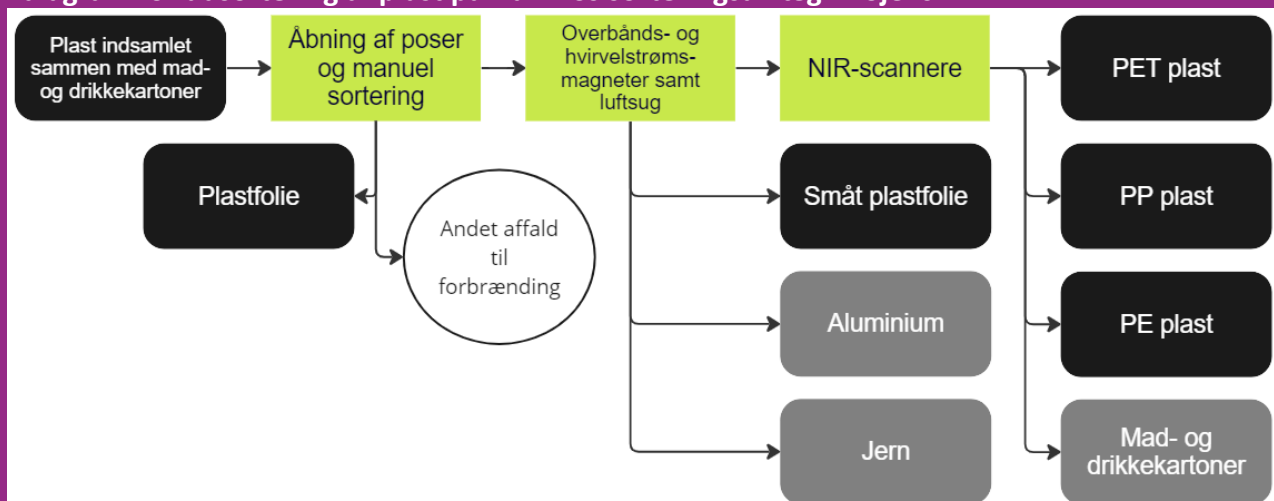 Plast indsamlet
sammen med mad-
og drikkekartoner
Åbning af poser
og manuel
sortering
Overbånds- og
hvirvelstrøms-
magneter samt
luftsug
NIR-scannere
PET plast
Plastfolie
Andet affald
til
forbrænding
Småt plastfolie
PP plast
Aluminium
PE plast
Jern
Mad- og
drikkekartoner